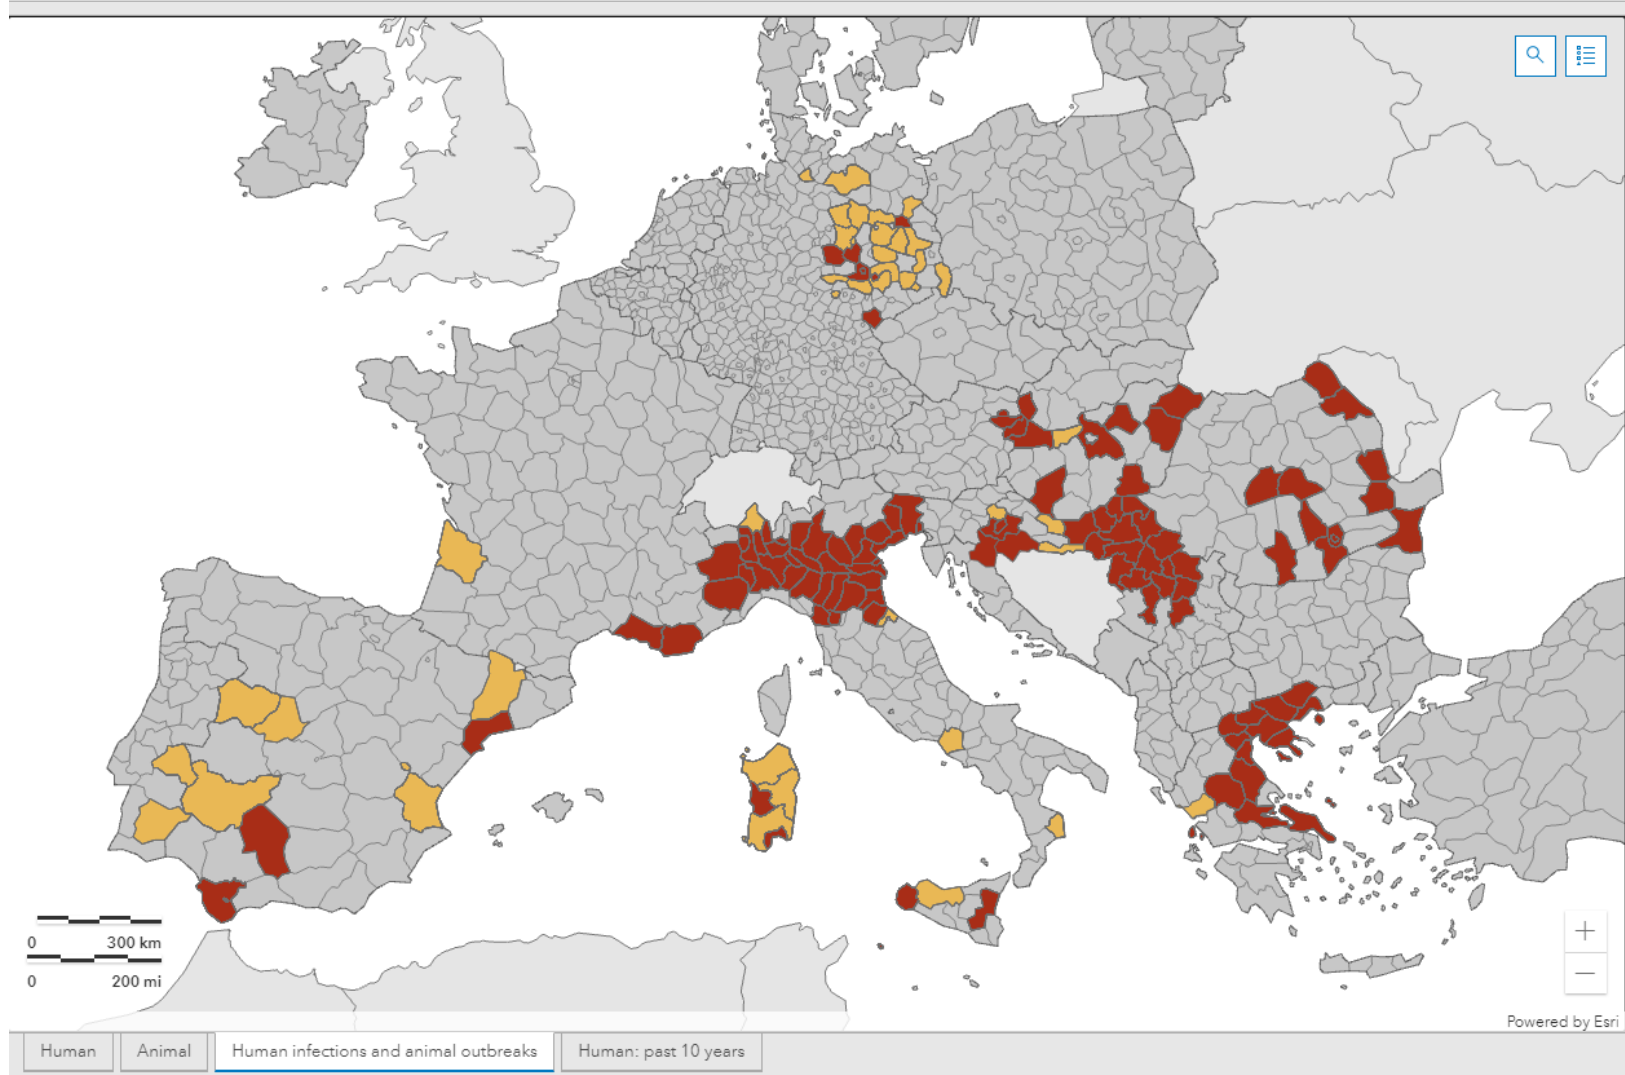 0 300 km
0 200 mi
+
−
Powered by Esri
Human Animal Human infections and animal outbreaks Human: past 10 years